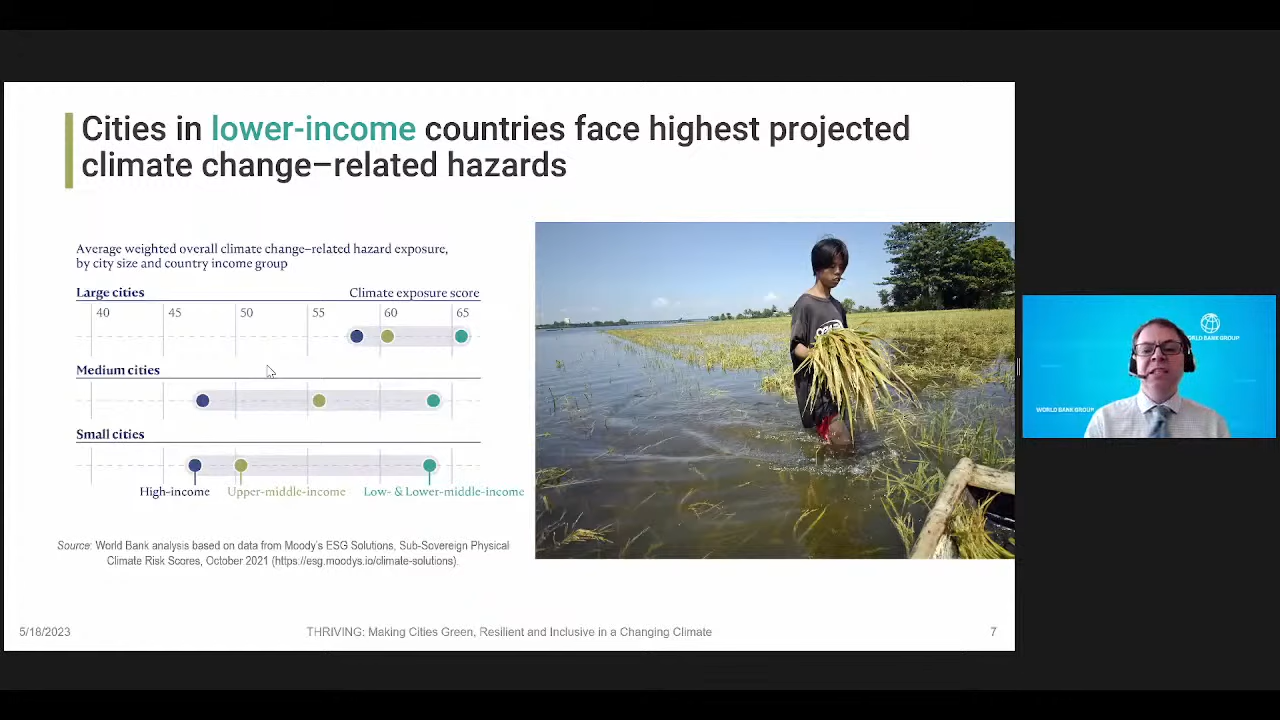 Cities in lower-income countries face highest projected
climate change–related hazards
Average weighted overall climate change–related hazard exposure,
by city size and country income group
Large cities Climate exposure score
40 45 50 55 60 65
Medium cities
Small cities
High-income Upper-middle-income Low- & Lower-middle-income
Source: World Bank analysis based on data from Moody's ESG Solutions, Sub-Sovereign Physical
Climate Risk Scores, October 2021 (https://esg.moodys.io/climate-solutions).
5/18/2023 THRIVING: Making Cities Green, Resilient and Inclusive in a Changing Climate 7
WORLD BANK GROUP
WORLD BANK GROUP